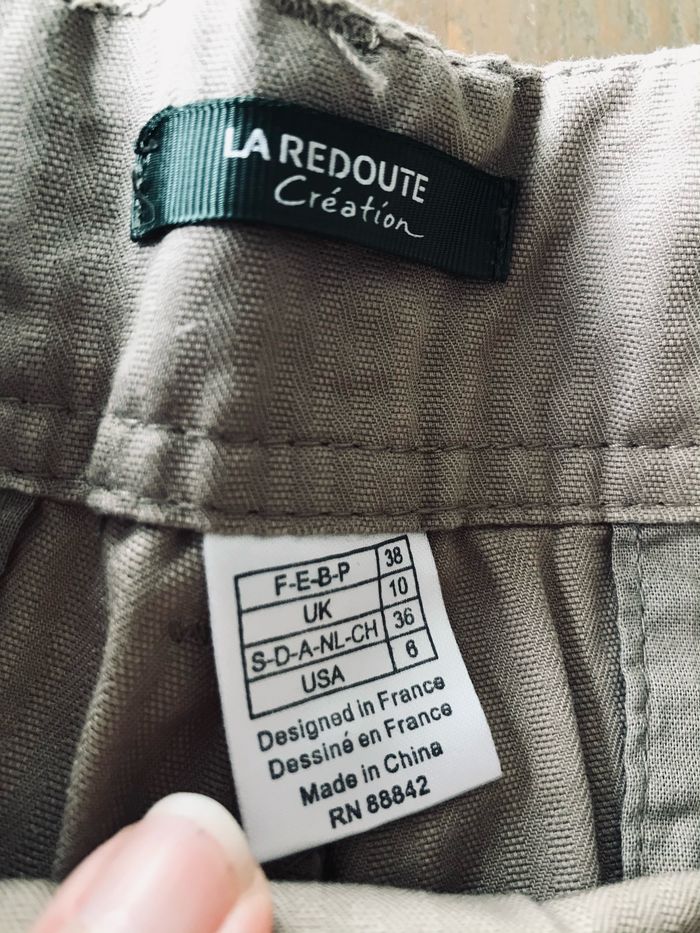 LA REDOUTE
Création
F-E-B-P 38
UK 10
S-D-A-NL-CH 36
USA 6
Designed in France
Dessiné en France
Made in China
RN 88842